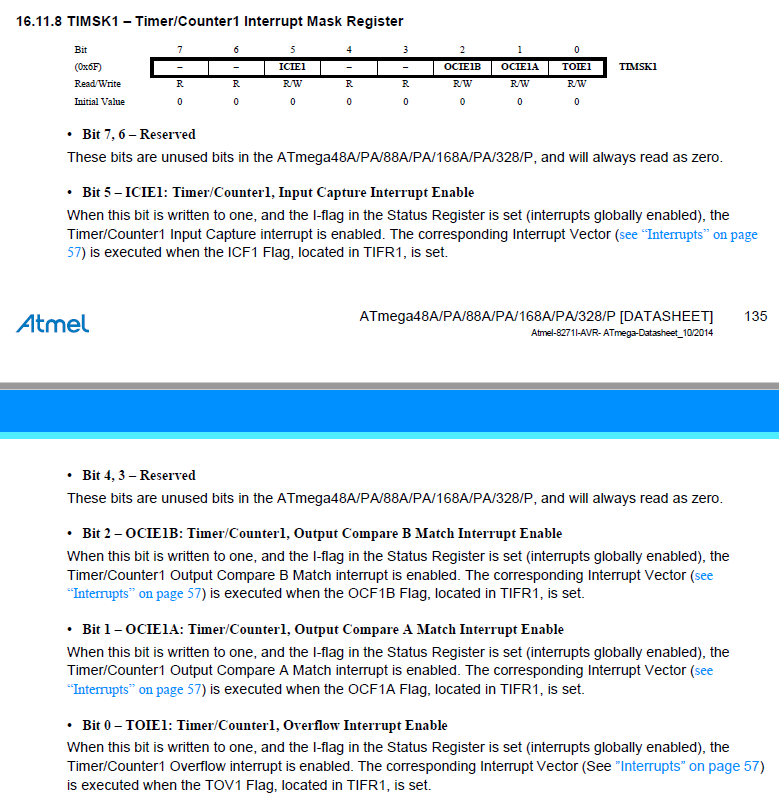 16.11.8 TIMSK1 – Timer/Counter1 Interrupt Mask Register
Bit 7 6 5 4 3 2 1 0
(0x6F) – – ICIE1 – – OCIE1B OCIE1A TOIE1 TIMSK1
Read/Write R R R/W R R R/W R/W R/W
Initial Value 0 0 0 0 0 0 0 0
• Bit 7, 6 – Reserved
These bits are unused bits in the ATmega48A/PA/88A/PA/168A/PA/328/P, and will always read as zero.
• Bit 5 – ICIE1: Timer/Counter1, Input Capture Interrupt Enable
When this bit is written to one, and the I-flag in the Status Register is set (interrupts globally enabled), the
Timer/Counter1 Input Capture interrupt is enabled. The corresponding Interrupt Vector (see “Interrupts” on page
57) is executed when the ICF1 Flag, located in TIFR1, is set.
Atmel
ATmega48A/PA/88A/PA/168A/PA/328/P [DATASHEET] 135
Atmel-8271I-AVR- ATmega-Datasheet_10/2014
• Bit 4, 3 – Reserved
These bits are unused bits in the ATmega48A/PA/88A/PA/168A/PA/328/P, and will always read as zero.
• Bit 2 – OCIE1B: Timer/Counter1, Output Compare B Match Interrupt Enable
When this bit is written to one, and the I-flag in the Status Register is set (interrupts globally enabled), the
Timer/Counter1 Output Compare B Match interrupt is enabled. The corresponding Interrupt Vector (see
“Interrupts” on page 57) is executed when the OCF1B Flag, located in TIFR1, is set.
• Bit 1 – OCIE1A: Timer/Counter1, Output Compare A Match Interrupt Enable
When this bit is written to one, and the I-flag in the Status Register is set (interrupts globally enabled), the
Timer/Counter1 Output Compare A Match interrupt is enabled. The corresponding Interrupt Vector (see
“Interrupts” on page 57) is executed when the OCF1A Flag, located in TIFR1, is set.
• Bit 0 – TOIE1: Timer/Counter1, Overflow Interrupt Enable
When this bit is written to one, and the I-flag in the Status Register is set (interrupts globally enabled), the
Timer/Counter1 Overflow interrupt is enabled. The corresponding Interrupt Vector (See ”Interrupts” on page 57)
is executed when the TOV1 Flag, located in TIFR1, is set.